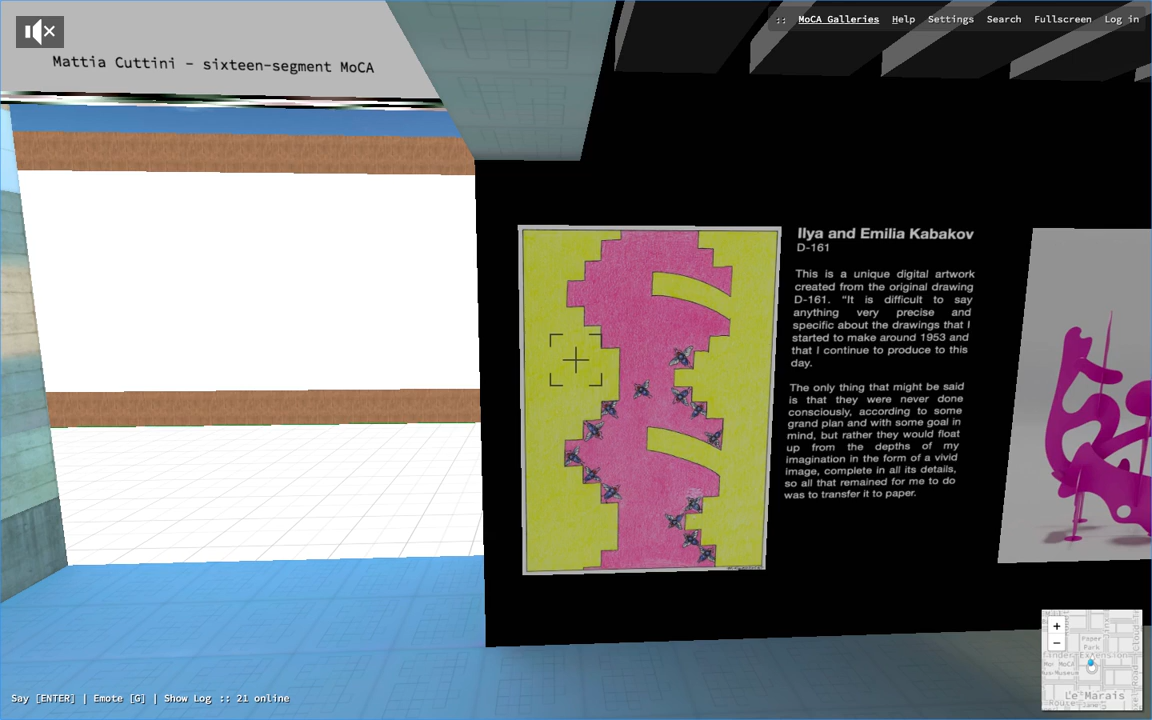 :: MoCA Galleries Help Settings Search Fullscreen Log in
Mattia Cuttini - sixteen-segment MoCA
Ilya and Emilia Kabakov
D-161
This is a unique digital artwork
created from the original drawing
D-161. “It is difficult to say
anything very precise and
specific about the drawings that I
started to make around 1953 and
that I continue to produce to this
day.
The only thing that might be said
is that they were never done
consciously, according to some
grand plan and with some goal in
mind, but rather they would float
up from the depths of my
imagination in the form of a vivid
image, complete in all its details,
so all that remained for me to do
was to transfer it to paper.
+
−
Paper
Park
MoCA
Le Marais
Say [ENTER] | Emote [G] | Show Log :: 21 online